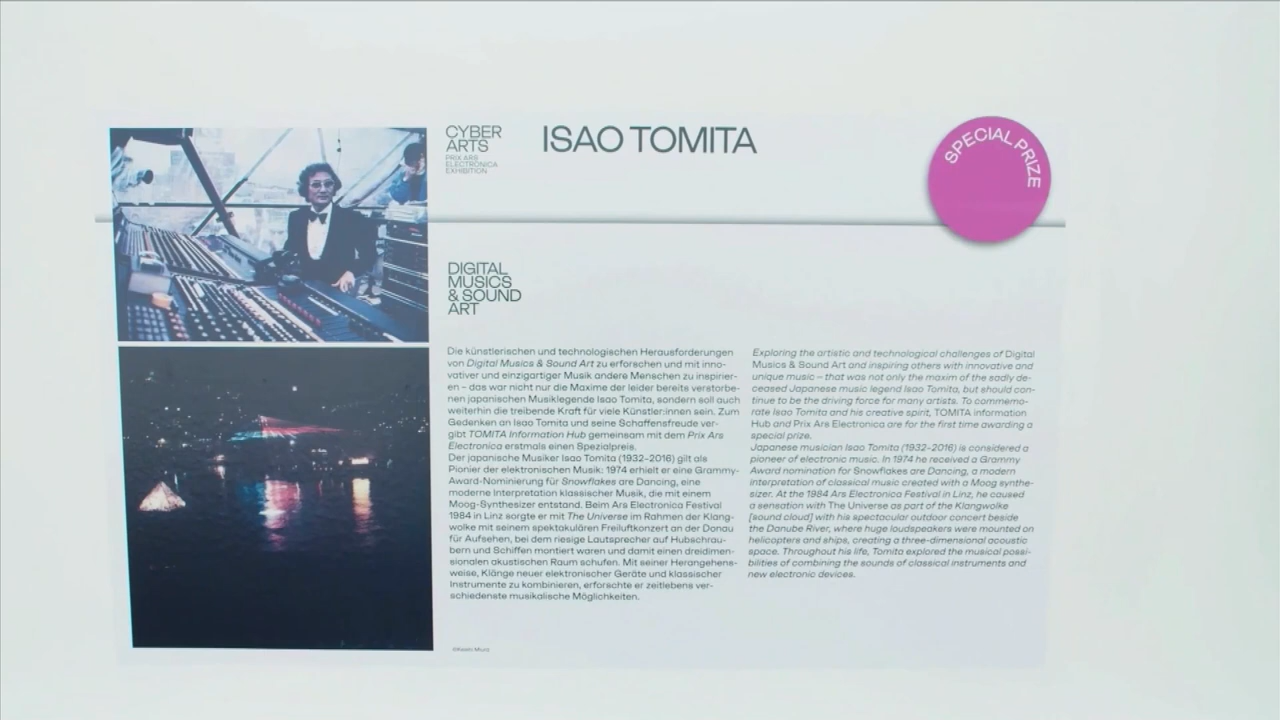 CYBER
ARTS
PRIX ARS
ELECTRONICA
EXHIBITION
ISAO TOMITA
SPECIAL PRIZE
DIGITAL
MUSICS
& SOUND
ART
Die künstlerischen und technologischen Herausforderungen
von Digital Musics & Sound Art zu erforschen und mit inno-
vativer und einzigartiger Musik andere Menschen zu inspirier-
en – das war nicht nur die Maxime der leider bereits verstorbe-
nen japanischen Musiklegende Isao Tomita, sondern soll auch
weiterhin die treibende Kraft für viele Künstler:innen sein. Zum
Gedenken an Isao Tomita und seine Schaffensfreude ver-
gibt TOMITA Information Hub gemeinsam mit dem Prix Ars
Electronica erstmals einen Spezialpreis.
Der japanische Musiker Isao Tomita (1932–2016) gilt als
Pionier der elektronischen Musik: 1974 erhielt er eine Grammy-
Award-Nominierung für Snowflakes are Dancing, eine
moderne Interpretation klassischer Musik, die mit einem
Moog-Synthesizer entstand. Beim Ars Electronica Festival
1984 in Linz sorgte er mit The Universe im Rahmen der Klang-
wolke mit seinem spektakulären Freiluftkonzert an der Donau
für Aufsehen, bei dem riesige Lautsprecher auf Hubschrau-
bern und Schiffen montiert waren und damit einen dreidimen-
sionalen akustischen Raum schufen. Mit seiner Herangehens-
weise, Klänge neuer elektronischer Geräte und klassischer
Instrumente zu kombinieren, erforschte er zeitlebens ver-
schiedenste musikalische Möglichkeiten.
Exploring the artistic and technological challenges of Digital
Musics & Sound Art and inspiring others with innovative and
unique music – that was not only the maxim of the sadly de-
ceased Japanese music legend Isao Tomita, but should con-
tinue to be the driving force for many artists. To commemo-
rate Isao Tomita and his creative spirit, TOMITA information
Hub and Prix Ars Electronica are for the first time awarding a
special prize.
Japanese musician Isao Tomita (1932–2016) is considered a
pioneer of electronic music. In 1974 he received a Grammy
Award nomination for Snowflakes are Dancing, a modern
interpretation of classical music created with a Moog synthe-
sizer. At the 1984 Ars Electronica Festival in Linz, he caused
a sensation with The Universe as part of the Klangwolke
[sound cloud] with his spectacular outdoor concert beside
the Danube River, where huge loudspeakers were mounted on
helicopters and ships, creating a three-dimensional acoustic
space. Throughout his life, Tomita explored the musical possi-
bilities of combining the sounds of classical instruments and
new electronic devices.